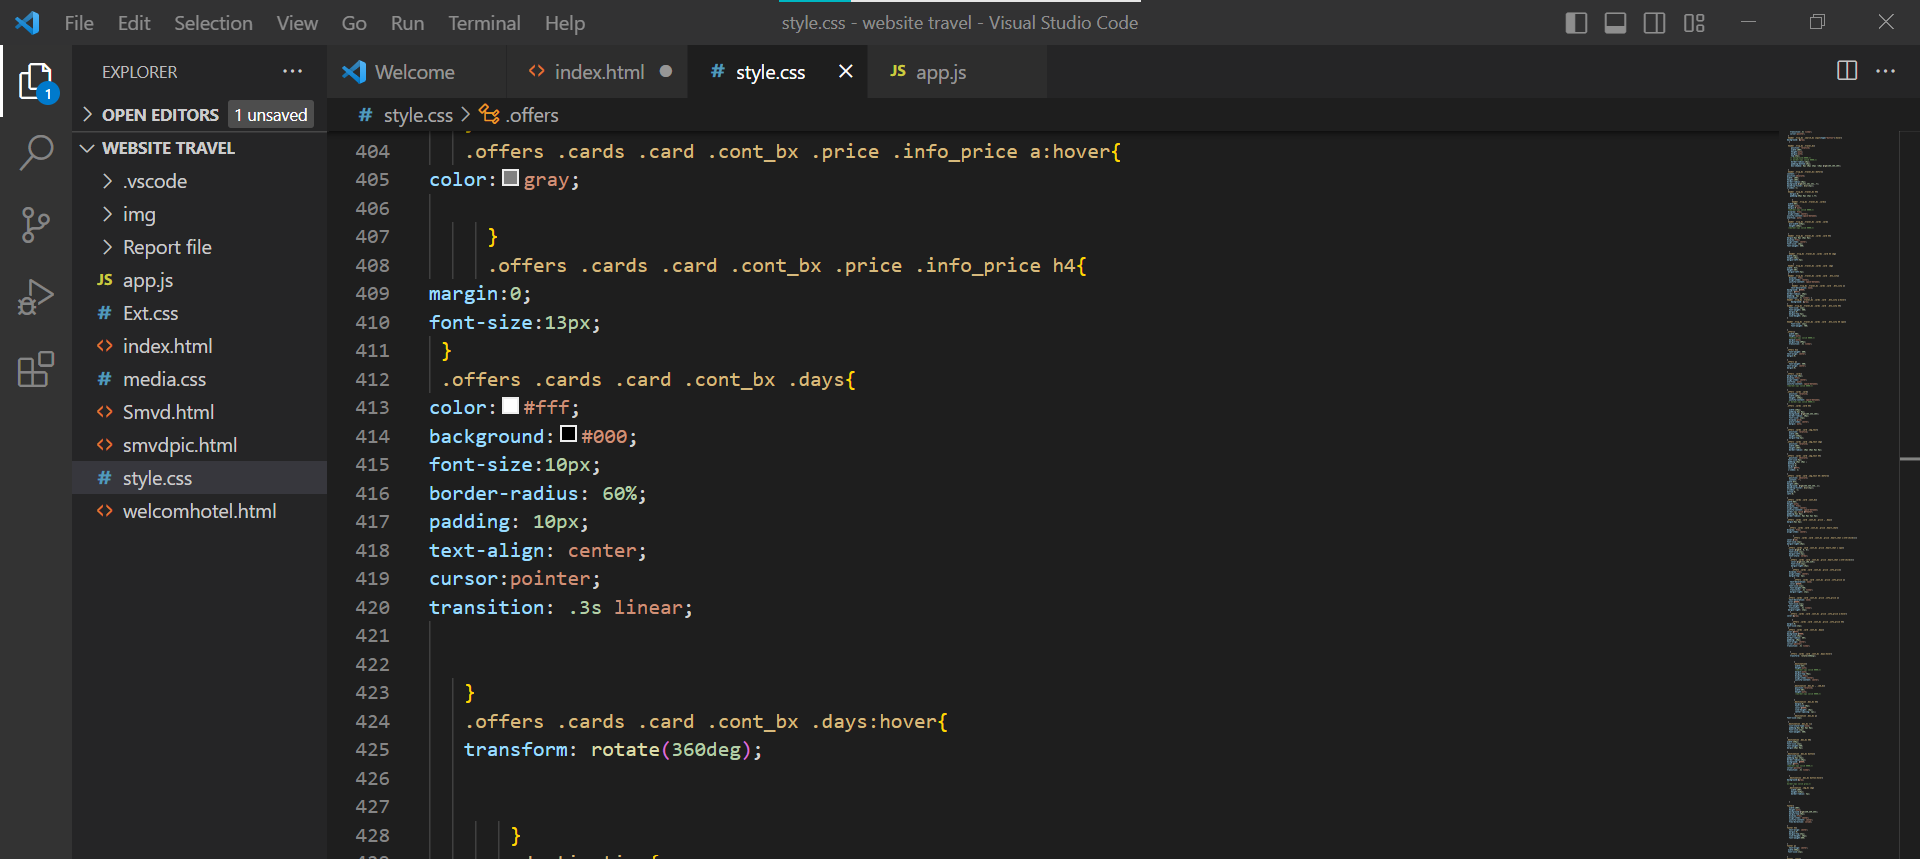 File Edit Selection View Go Run Terminal Help
style.css - website travel - Visual Studio Code
EXPLORER
Welcome
index.html
# style.css
JS app.js
1
OPEN EDITORS 1 unsaved
# style.css > .offers
WEBSITE TRAVEL
.vscode
img
Report file
JS app.js
# Ext.css
<> index.html
# media.css
<> Smvd.html
<> smvdpic.html
# style.css
<> welcomhotel.html
404 .offers .cards .card .cont_bx .price .info_price a:hover{
405 color: gray;
406
407 }
408 .offers .cards .card .cont_bx .price .info_price h4{
409 margin:0;
410 font-size:13px;
411 }
412 .offers .cards .card .cont_bx .days{
413 color: #fff;
414 background: #000;
415 font-size:10px;
416 border-radius: 60%;
417 padding: 10px;
418 text-align: center;
419 cursor:pointer;
420 transition: .3s linear;
421
422
423 }
424 .offers .cards .card .cont_bx .days:hover{
425 transform: rotate(360deg);
426
427
428 }